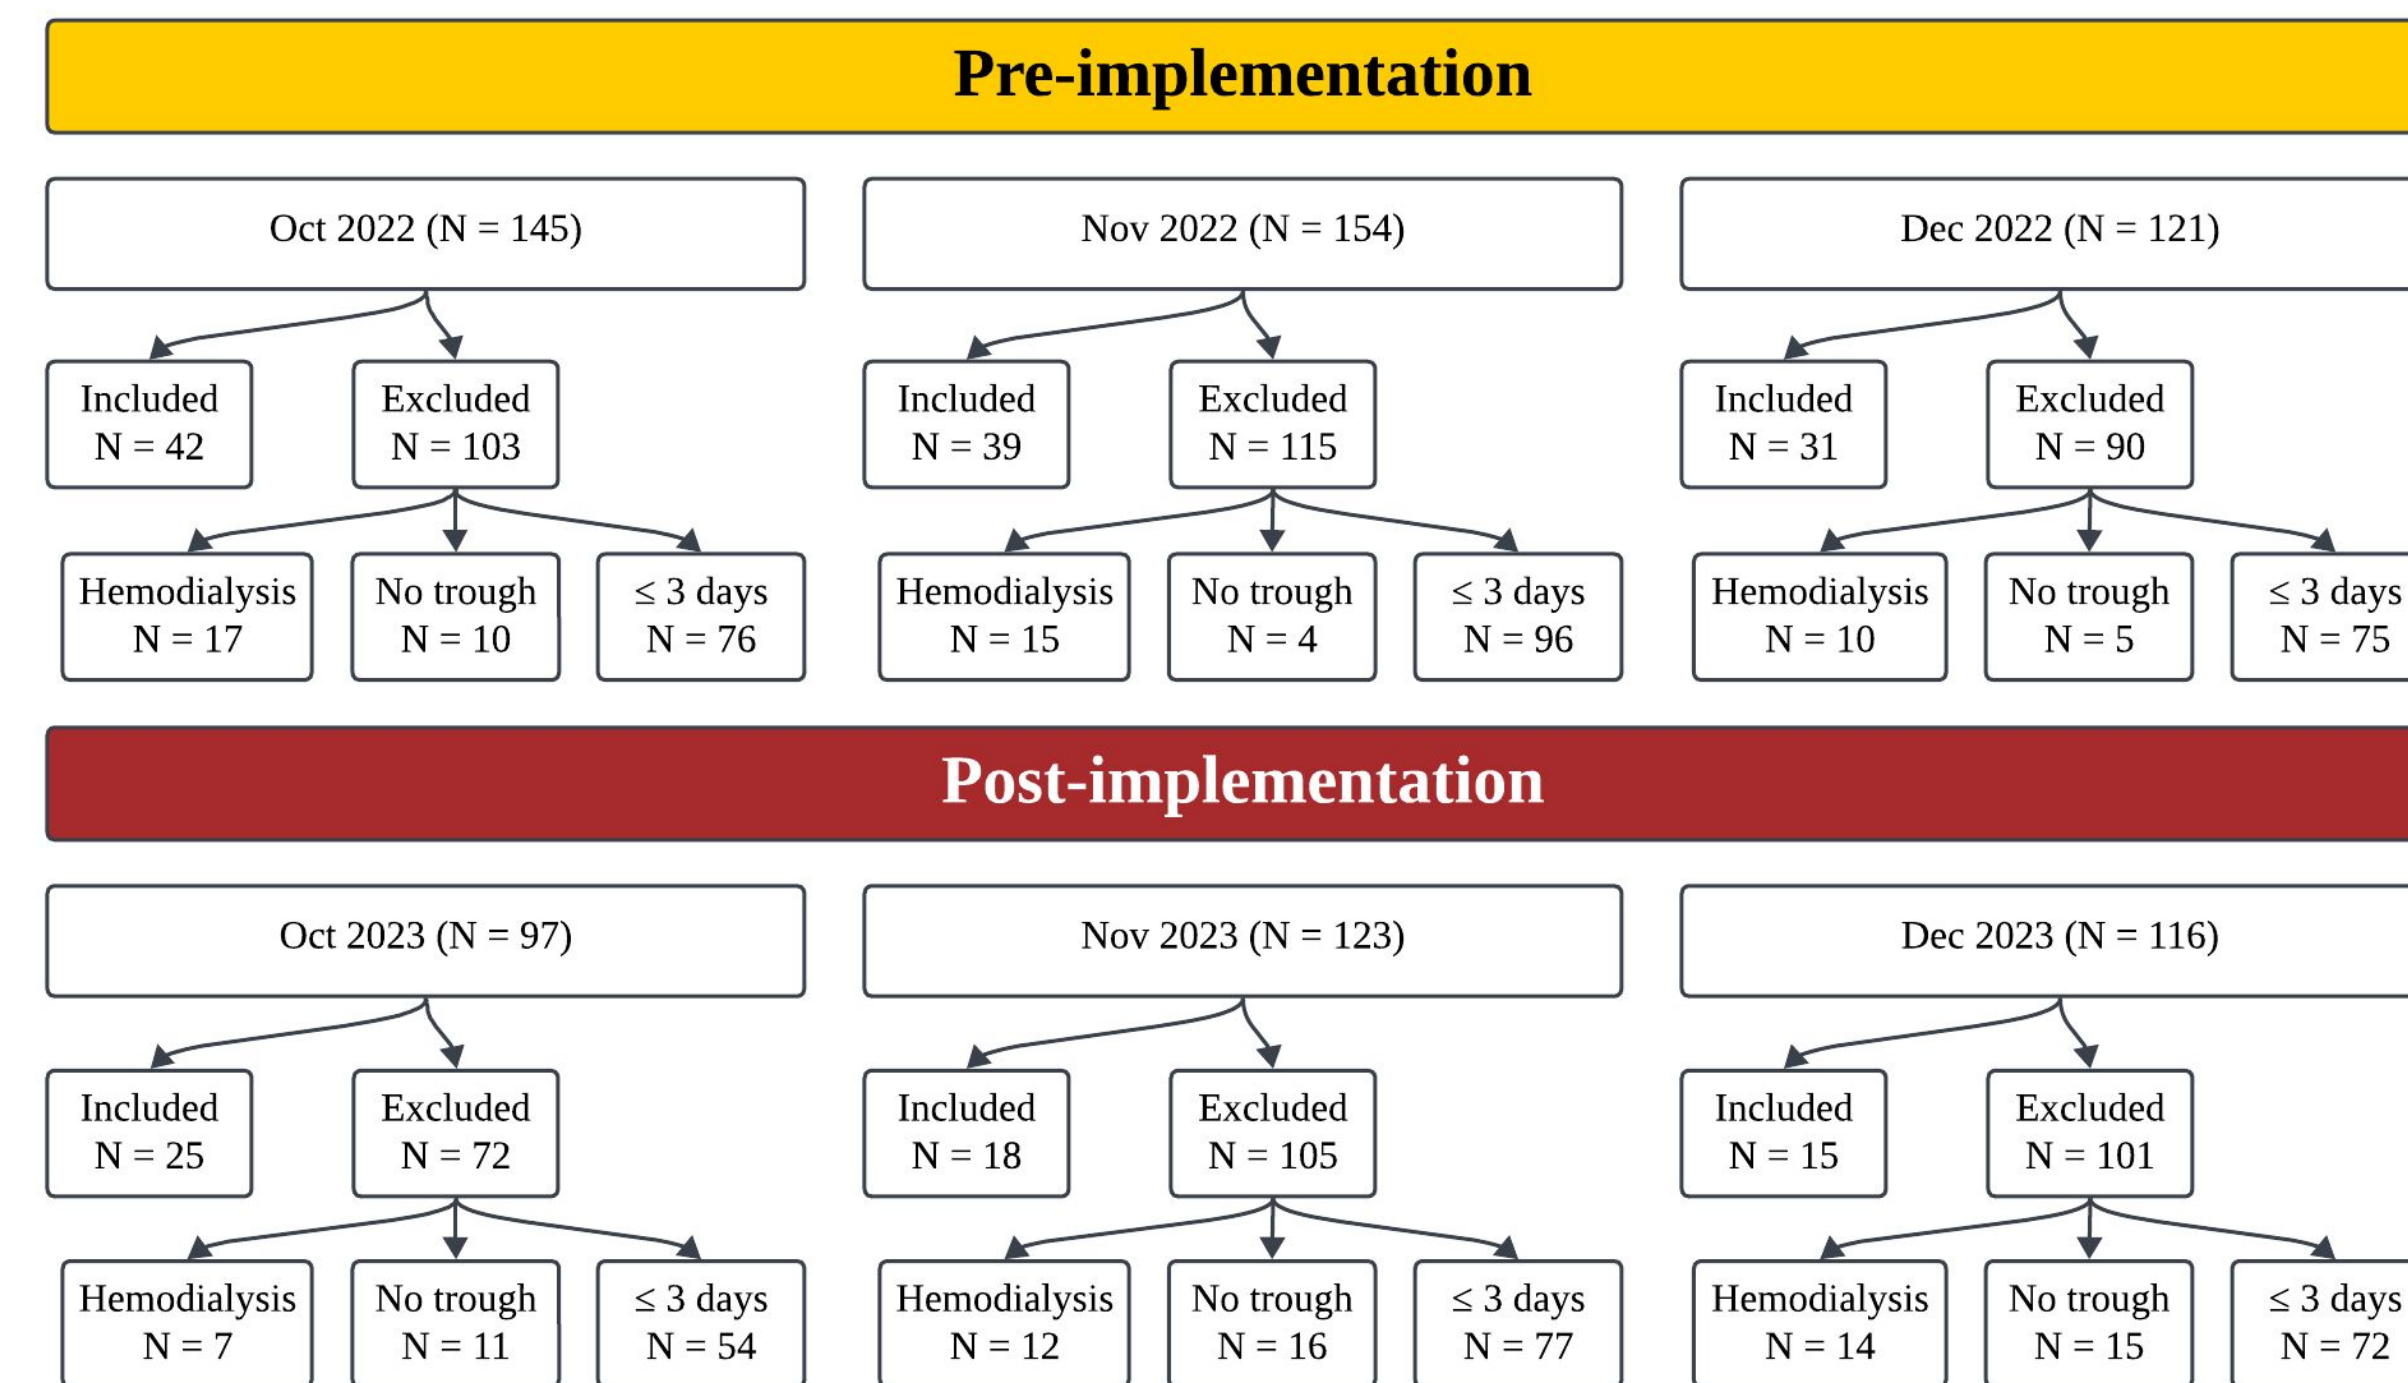 Pre-implementation
Oct 2022 (N = 145)
Included
N = 42
Excluded
N = 103
Hemodialysis
N = 17
No trough
N = 10
≤ 3 days
N = 76
Nov 2022 (N = 154)
Included
N = 39
Excluded
N = 115
Hemodialysis
N = 15
No trough
N = 4
≤ 3 days
N = 96
Dec 2022 (N = 121)
Included
N = 31
Excluded
N = 90
Hemodialysis
N = 10
No trough
N = 5
≤ 3 days
N = 75
Post-implementation
Oct 2023 (N = 97)
Included
N = 25
Excluded
N = 72
Hemodialysis
N = 7
No trough
N = 11
≤ 3 days
N = 54
Nov 2023 (N = 123)
Included
N = 18
Excluded
N = 105
Hemodialysis
N = 12
No trough
N = 16
≤ 3 days
N = 77
Dec 2023 (N = 116)
Included
N = 15
Excluded
N = 101
Hemodialysis
N = 14
No trough
N = 15
≤ 3 days
N = 72